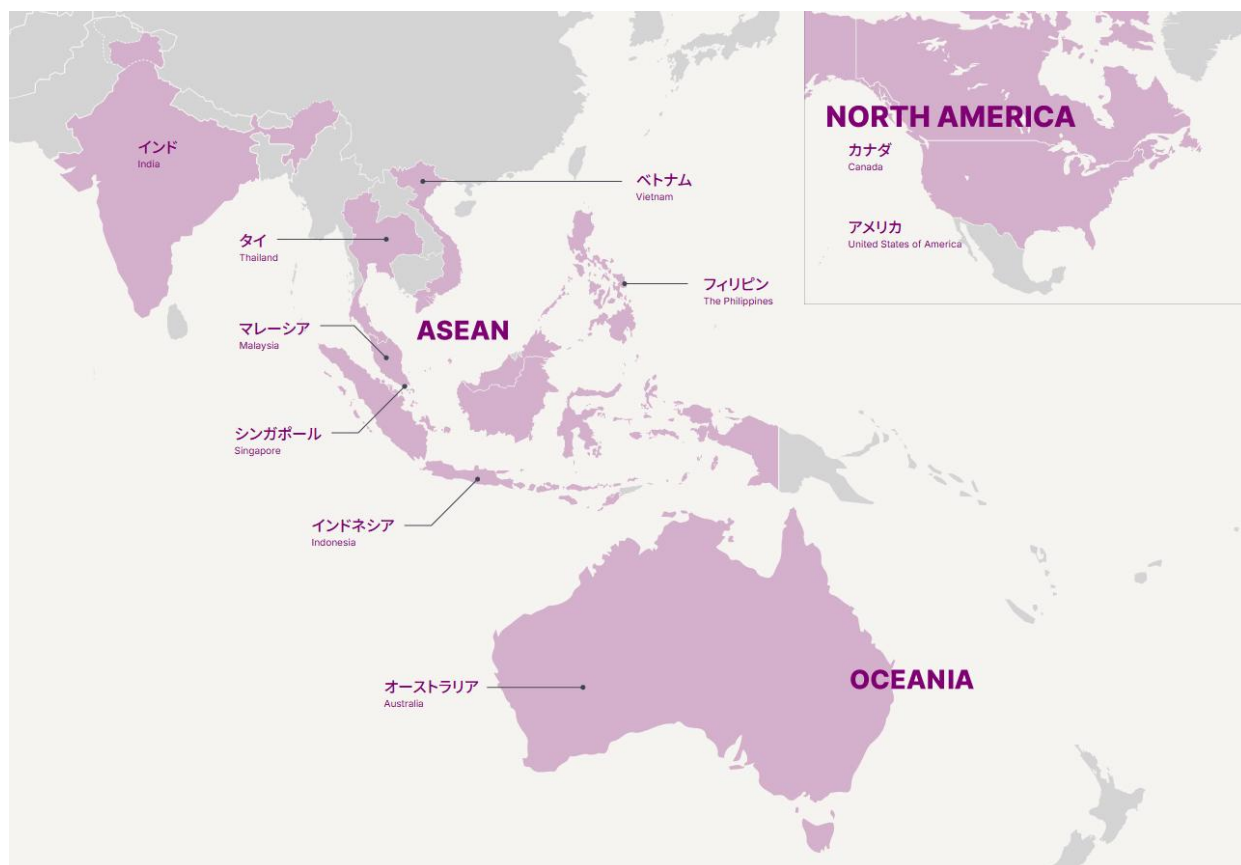 NORTH AMERICA
カナダ
Canada
アメリカ
United States of America
インド
India
ベトナム
Vietnam
タイ
Thailand
フィリピン
The Philippines
マレーシア
Malaysia
ASEAN
シンガポール
Singapore
インドネシア
Indonesia
オーストラリア
Australia
OCEANIA